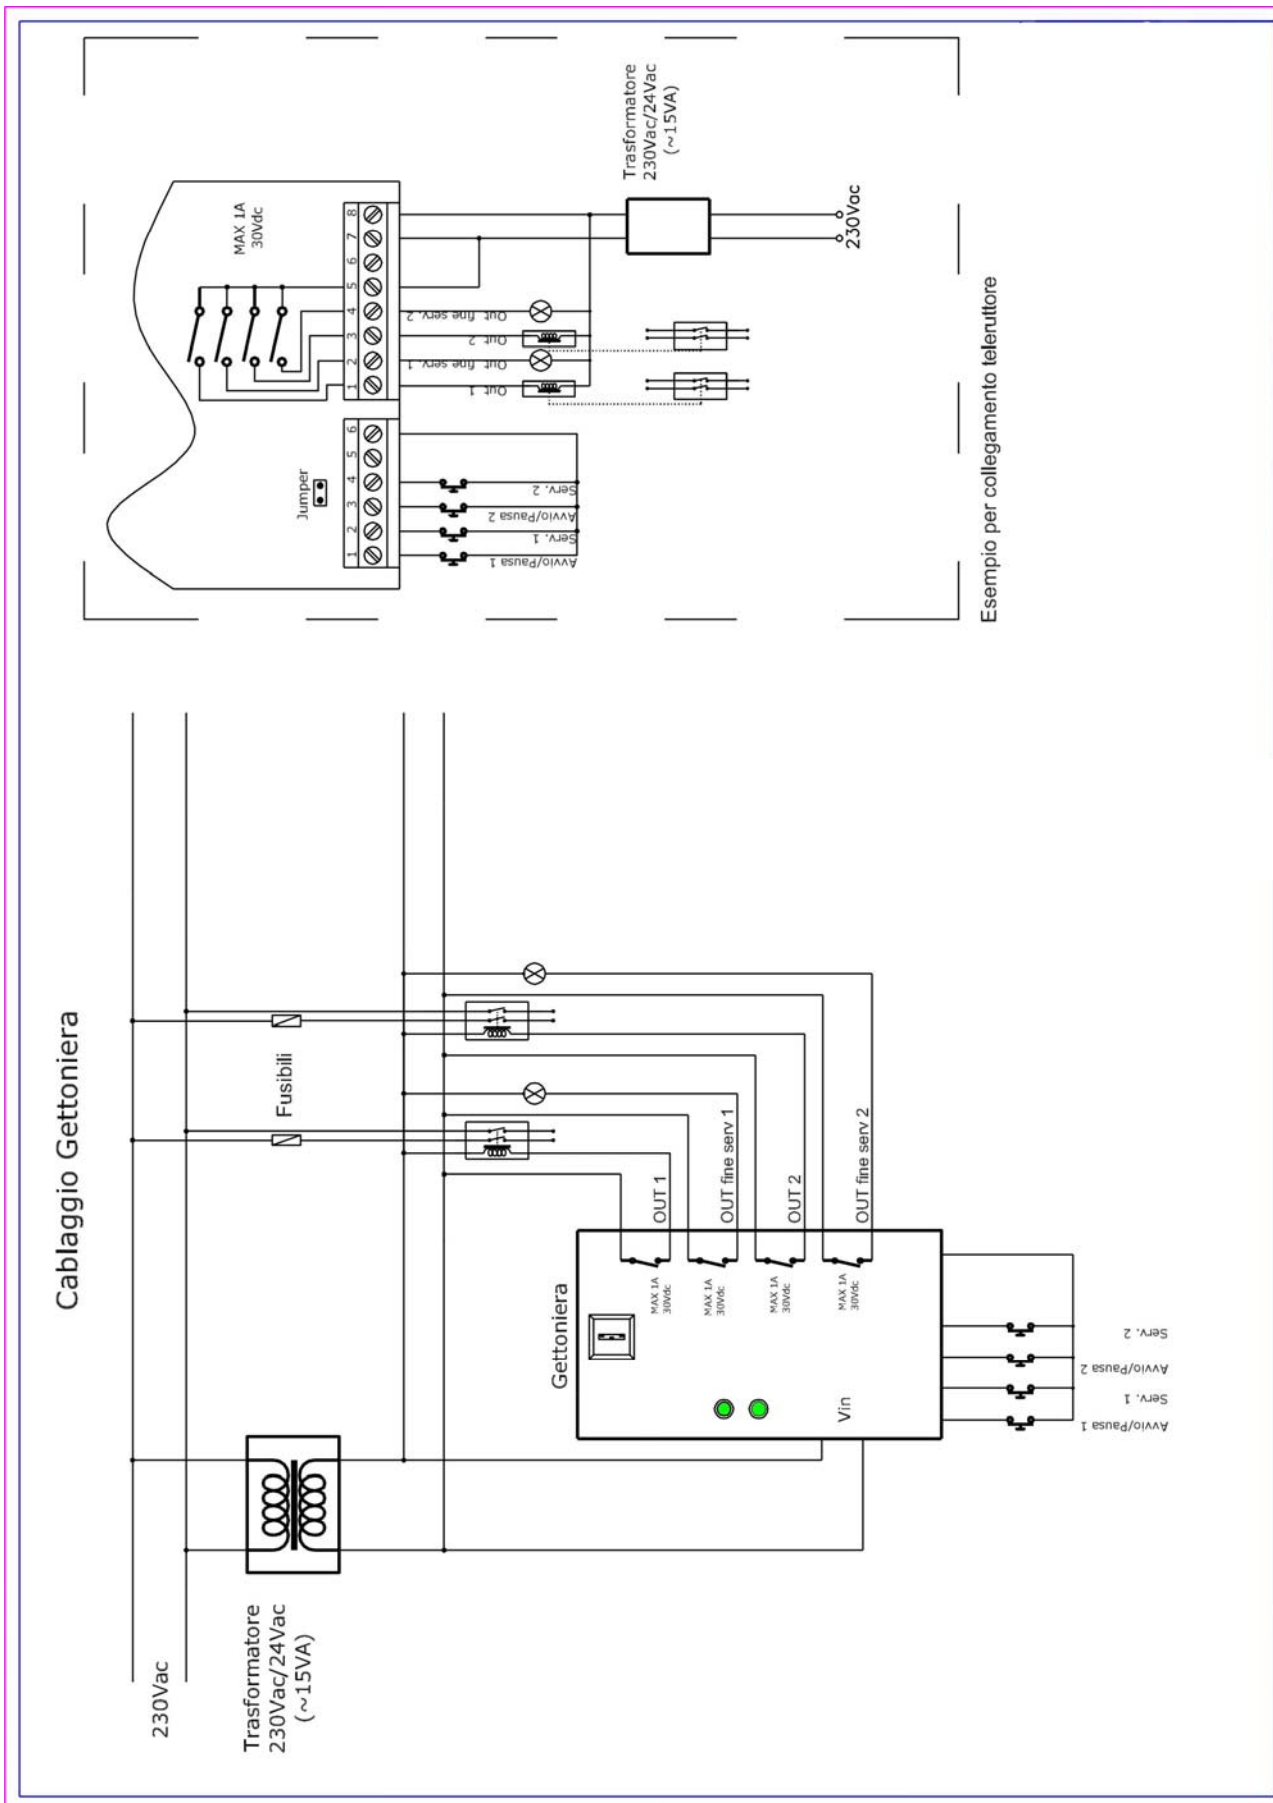 Cablaggio Gettoniera
230Vac
Trasformatore
230Vac/24Vac
(~15VA)
Fusibili
Gettoniera
OUT 1
OUT fine serv 1
OUT 2
OUT fine serv 2
MAX 1A
30Vdc
MAX 1A
30Vdc
MAX 1A
30Vdc
MAX 1A
30Vdc
Vin
Avvio/Pausa 1
Serv. 1
Avvio/Pausa 2
Serv. 2
MAX 1A
30Vdc
Jumper
1 2 3 4 5 6
1 2 3 4 5 6 7 8
Avvio/Pausa 1
Serv. 1
Avvio/Pausa 2
Serv. 2
Out 1
Out fine serv. 1
Out 2
Out fine serv. 2
Trasformatore
230Vac/24Vac
(~15VA)
230Vac
Esempio per collegamento teleruttore